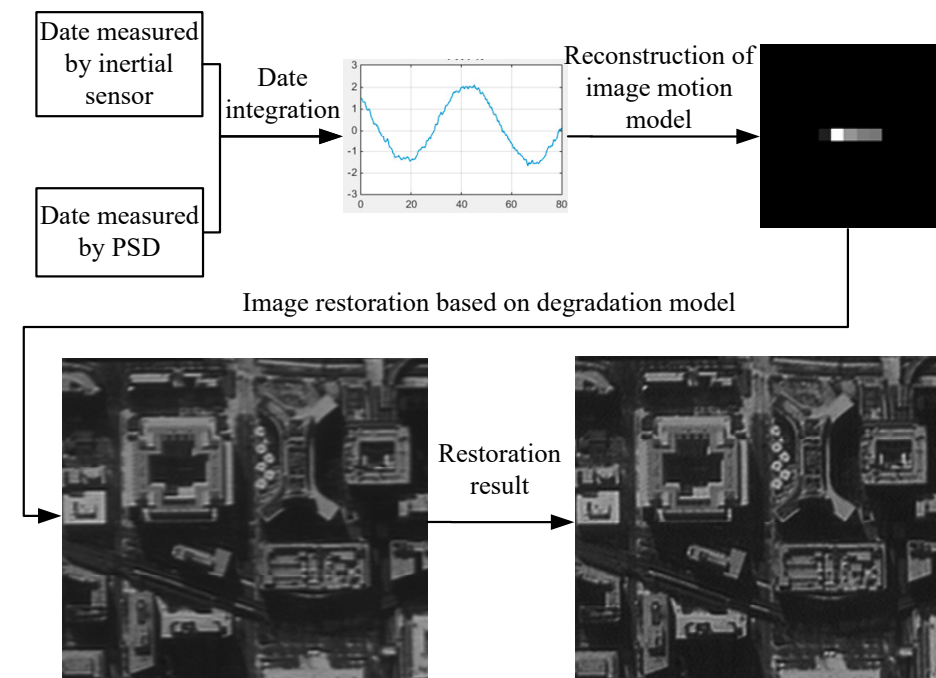 Date measured
by inertial
sensor
Date
integration
Reconstruction of
image motion
model
3
2
1
0
-1
-2
-3
0
20
40
60
80
Date measured
by PSD
Image restoration based on degradation model
Restoration
result